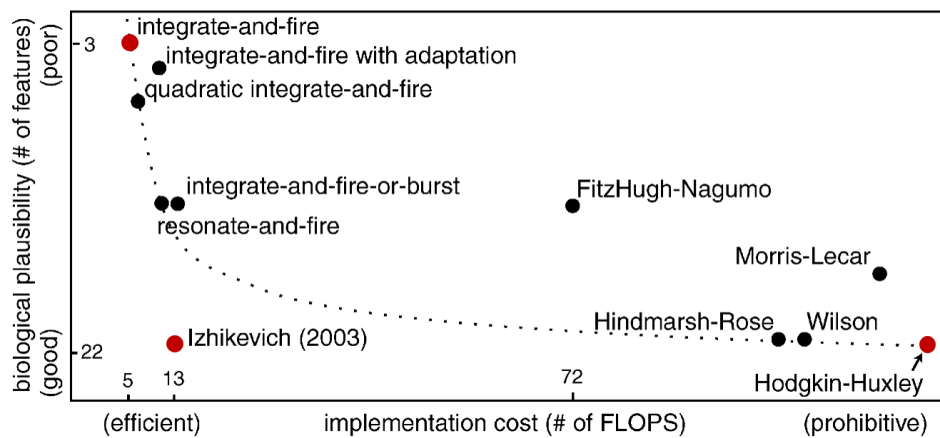 integrate-and-fire
3
integrate-and-fire with adaptation
quadratic integrate-and-fire
biological plausibility (# of features)
(good)
(poor)
integrate-and-fire-or-burst
FitzHugh-Nagumo
resonate-and-fire
Morris-Lecar
Izhikevich (2003)
Hindmarsh-Rose
Wilson
22
Hodgkin-Huxley
5
13
72
(efficient)
implementation cost (# of FLOPS)
(prohibitive)